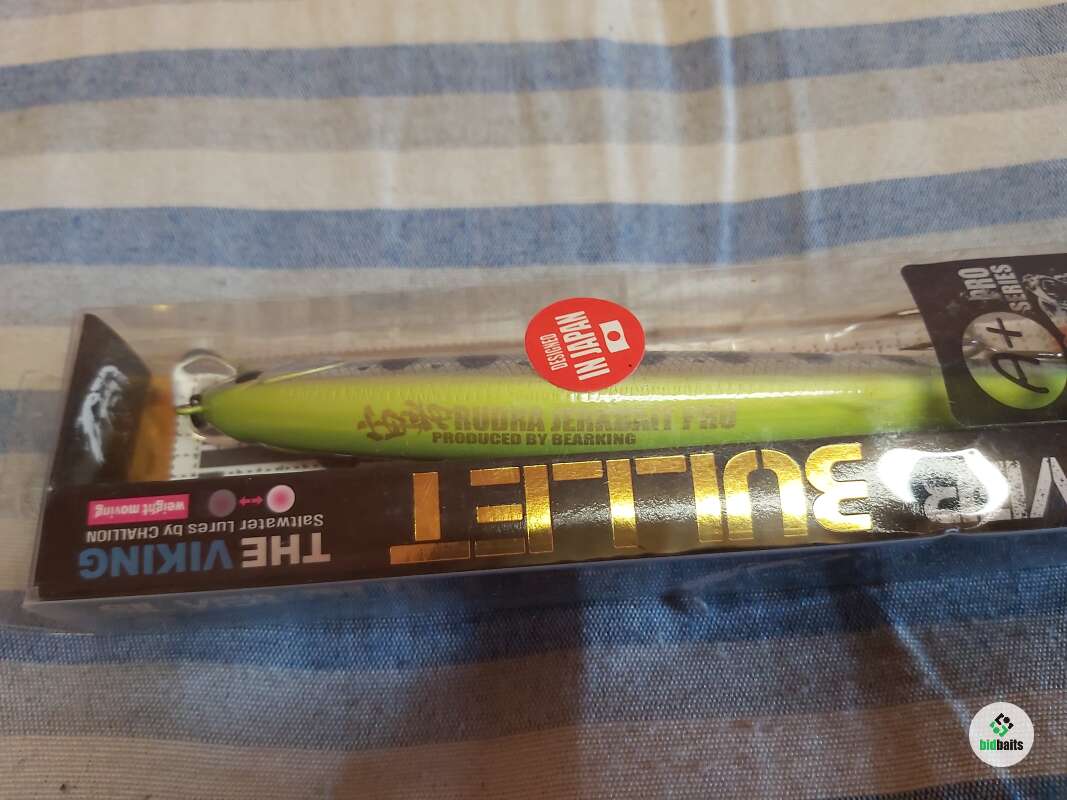 DESIGNED
IN JAPAN
PRO
SERIES
A+
RUDRA JERKBAIT PRO
PRODUCED BY BEARKING
BULLET
THE VIKING
Saltwater Lures by CHALLION
weight moving
bidbaits